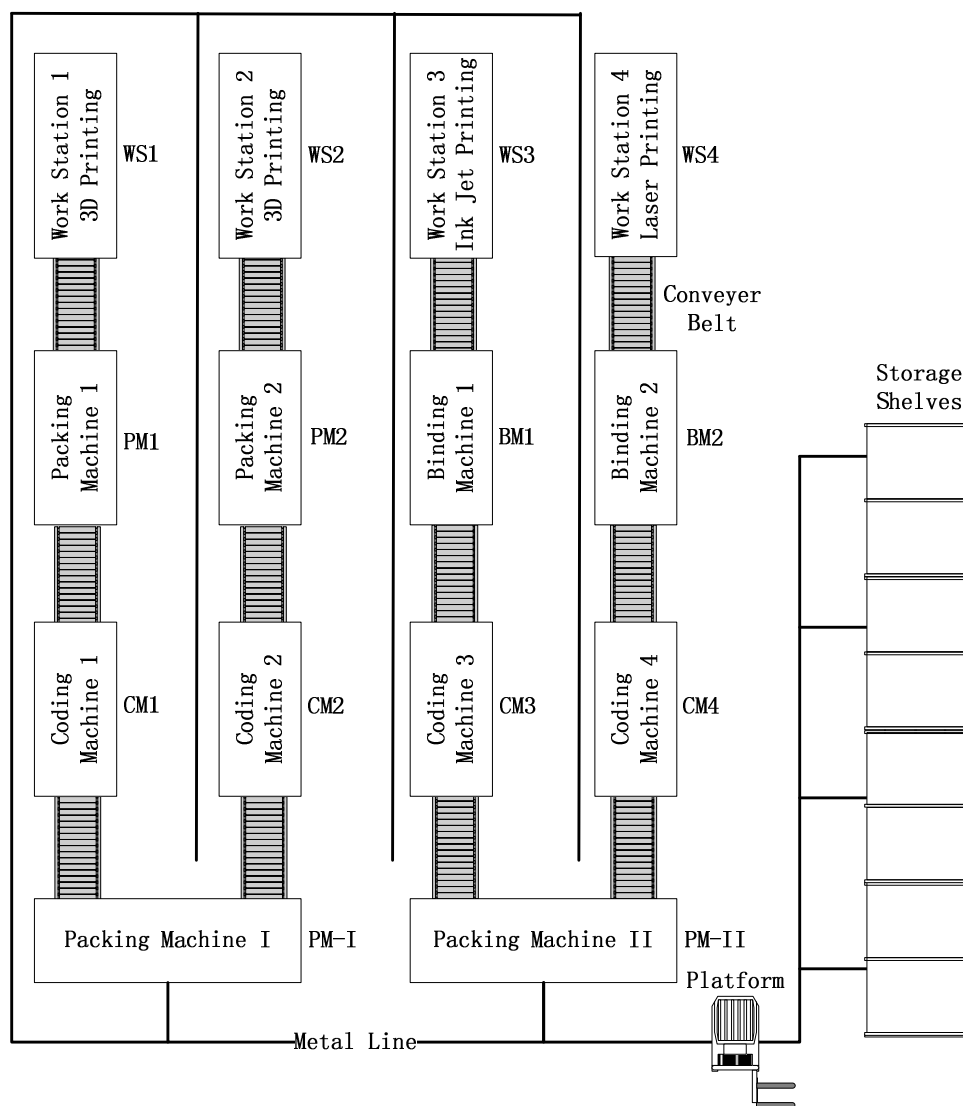 Work Station 1
3D Printing
WS1
Work Station 2
3D Printing
WS2
Work Station 3
Ink Jet Printing
WS3
Work Station 4
Laser Printing
WS4
Conveyer
Belt
Storage
Shelves
Packing
Machine 1
PM1
Packing
Machine 2
PM2
Binding
Machine 1
BM1
Binding
Machine 2
BM2
Coding
Machine 1
CM1
Coding
Machine 2
CM2
Coding
Machine 3
CM3
Coding
Machine 4
CM4
Packing Machine I
PM-I
Packing Machine II
PM-II
Platform
Metal Line